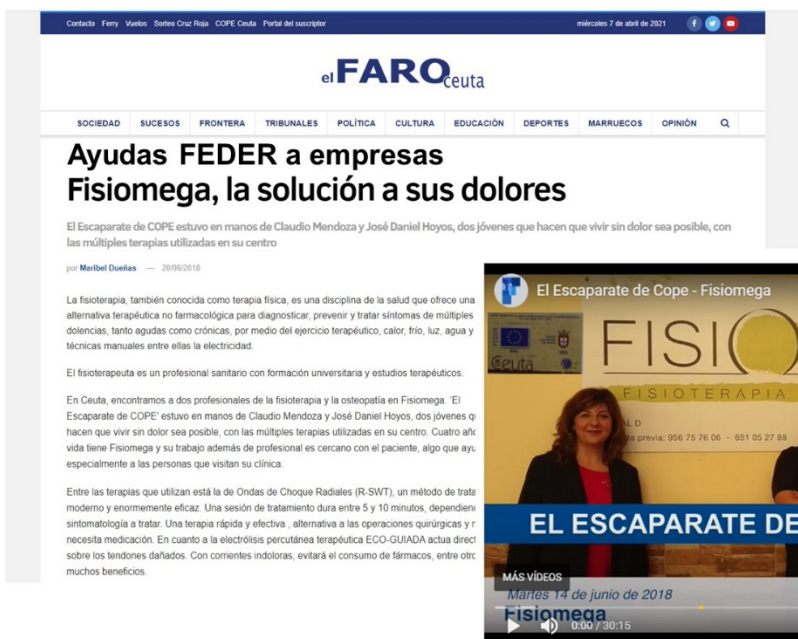 Contacto Ferry Vuelos Sorteo Cruz Roja COPE Ceuta Portal del suscriptor
miércoles 7 de abril de 2021
el FARO ceuta
SOCIEDAD SUCESOS FRONTERA TRIBUNALES POLÍTICA CULTURA EDUCACIÓN DEPORTES MARRUECOS OPINIÓN
Ayudas FEDER a empresas
Fisiomega, la solución a sus dolores
El Escaparate de COPE estuvo en manos de Claudio Mendoza y José Daniel Hoyos, dos jóvenes que hacen que vivir sin dolor sea posible, con
las múltiples terapias utilizadas en su centro
por Maribel Dueñas — 20/06/2018
La fisioterapia, también conocida como terapia física, es una disciplina de la salud que ofrece una
alternativa terapéutica no farmacológica para diagnosticar, prevenir y tratar síntomas de múltiples
dolencias, tanto agudas como crónicas, por medio del ejercicio terapéutico, calor, frío, luz, agua y
técnicas manuales entre ellas la electricidad.
El fisioterapeuta es un profesional sanitario con formación universitaria y estudios terapéuticos.
En Ceuta, encontramos a dos profesionales de la fisioterapia y la osteopatía en Fisiomega. 'El
Escaparate de COPE' estuvo en manos de Claudio Mendoza y José Daniel Hoyos, dos jóvenes q
hacen que vivir sin dolor sea posible, con las múltiples terapias utilizadas en su centro. Cuatro año
vida tiene Fisiomega y su trabajo además de profesional es cercano con el paciente, algo que ayu
especialmente a las personas que visitan su clínica.
Entre las terapias que utilizan está la de Ondas de Choque Radiales (R-SWT), un método de trata
moderno y enormemente eficaz. Una sesión de tratamiento dura entre 5 y 10 minutos, dependien
sintomatología a tratar. Una terapia rápida y efectiva , alternativa a las operaciones quirúrgicas y r
necesita medicación. En cuanto a la electrólisis percutánea terapéutica ECO-GUIADA actua direct
sobre los tendones dañados. Con corrientes indoloras, evitará el consumo de fármacos, entre otro
muchos beneficios.
El Escaparate de Cope - Fisiomega
Ceuta
FISIO
FISIOTERAPIA
AL D
ta previa: 956 75 76 06 - 651 05 27 88
EL ESCAPARATE DE
MÁS VÍDEOS
Martes 14 de junio de 2018
Fisiomega
0:00 / 30:15